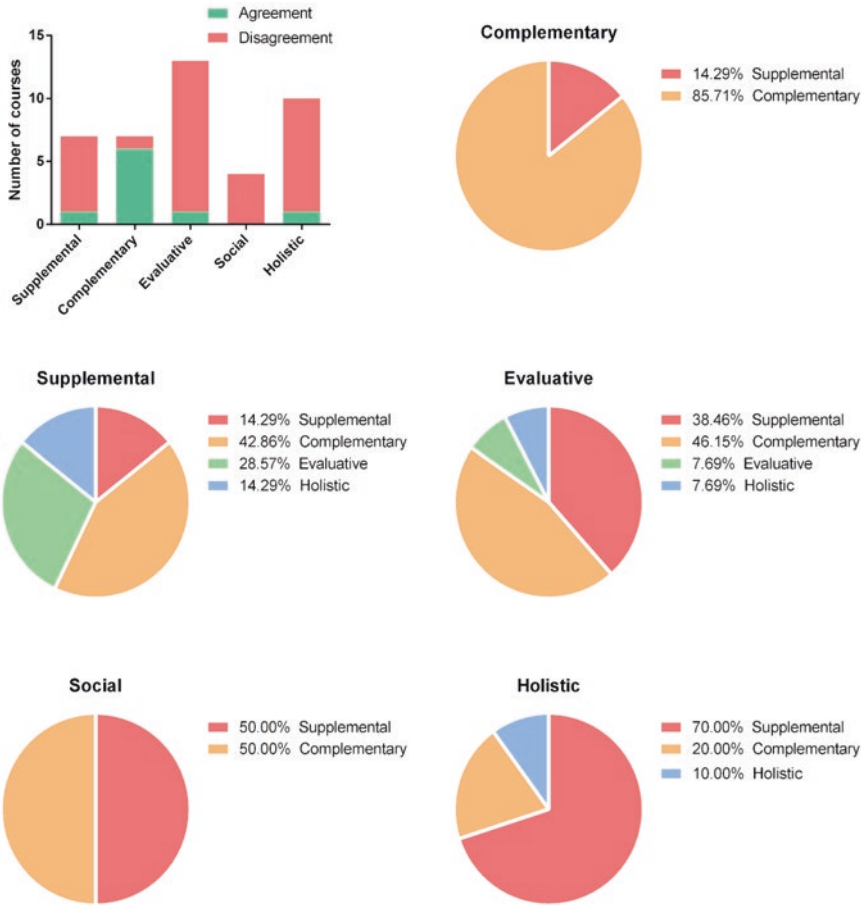 Agreement
Disagreement
15
10
5
0
Number of courses
Supplemental
Complementary
Evaluative
Social
Holistic
Complementary
14.29% Supplemental
85.71% Complementary
Supplemental
14.29% Supplemental
42.86% Complementary
28.57% Evaluative
14.29% Holistic
Evaluative
38.46% Supplemental
46.15% Complementary
7.69% Evaluative
7.69% Holistic
Social
50.00% Supplemental
50.00% Complementary
Holistic
70.00% Supplemental
20.00% Complementary
10.00% Holistic